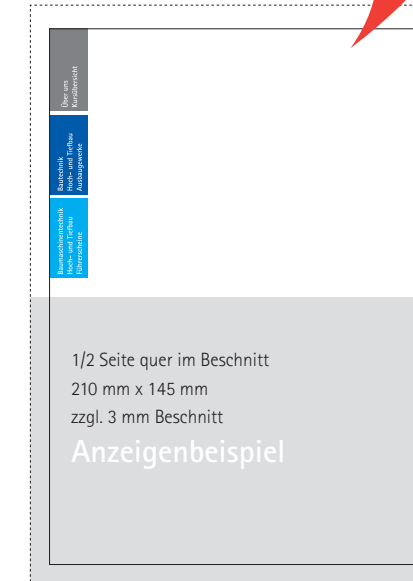 Über uns
Kursübersicht
Bautechnik
Hoch- und Tiefbau
Ausbaugewerke
Baumaschinentechnik
Hoch- und Tiefbau
Führerscheine
1/2 Seite quer im Beschnitt
210 mm x 145 mm
zzgl. 3 mm Beschnitt
Anzeigenbeispiel